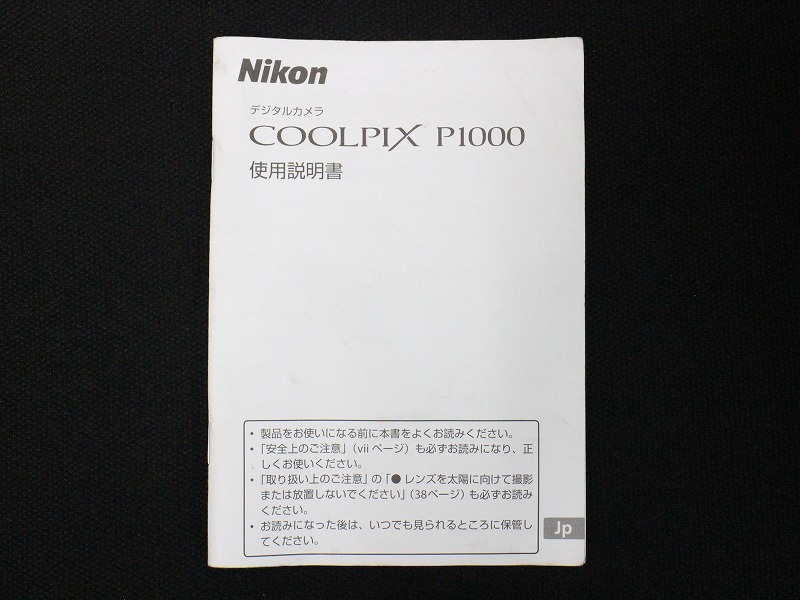 Nikon
デジタルカメラ
COOLPIX P1000
使用説明書
• 製品をお使いになる前に本書をよくお読みください。
• 「安全上のご注意」（viiページ）も必ずお読みになり、正
しくお使いください。
• 「取り扱い上のご注意」の「● レンズを太陽に向けて撮影
または放置しないでください」（38ページ）も必ずお読み
ください。
• お読みになった後は、いつでも見られるところに保管し
てください。
Jp